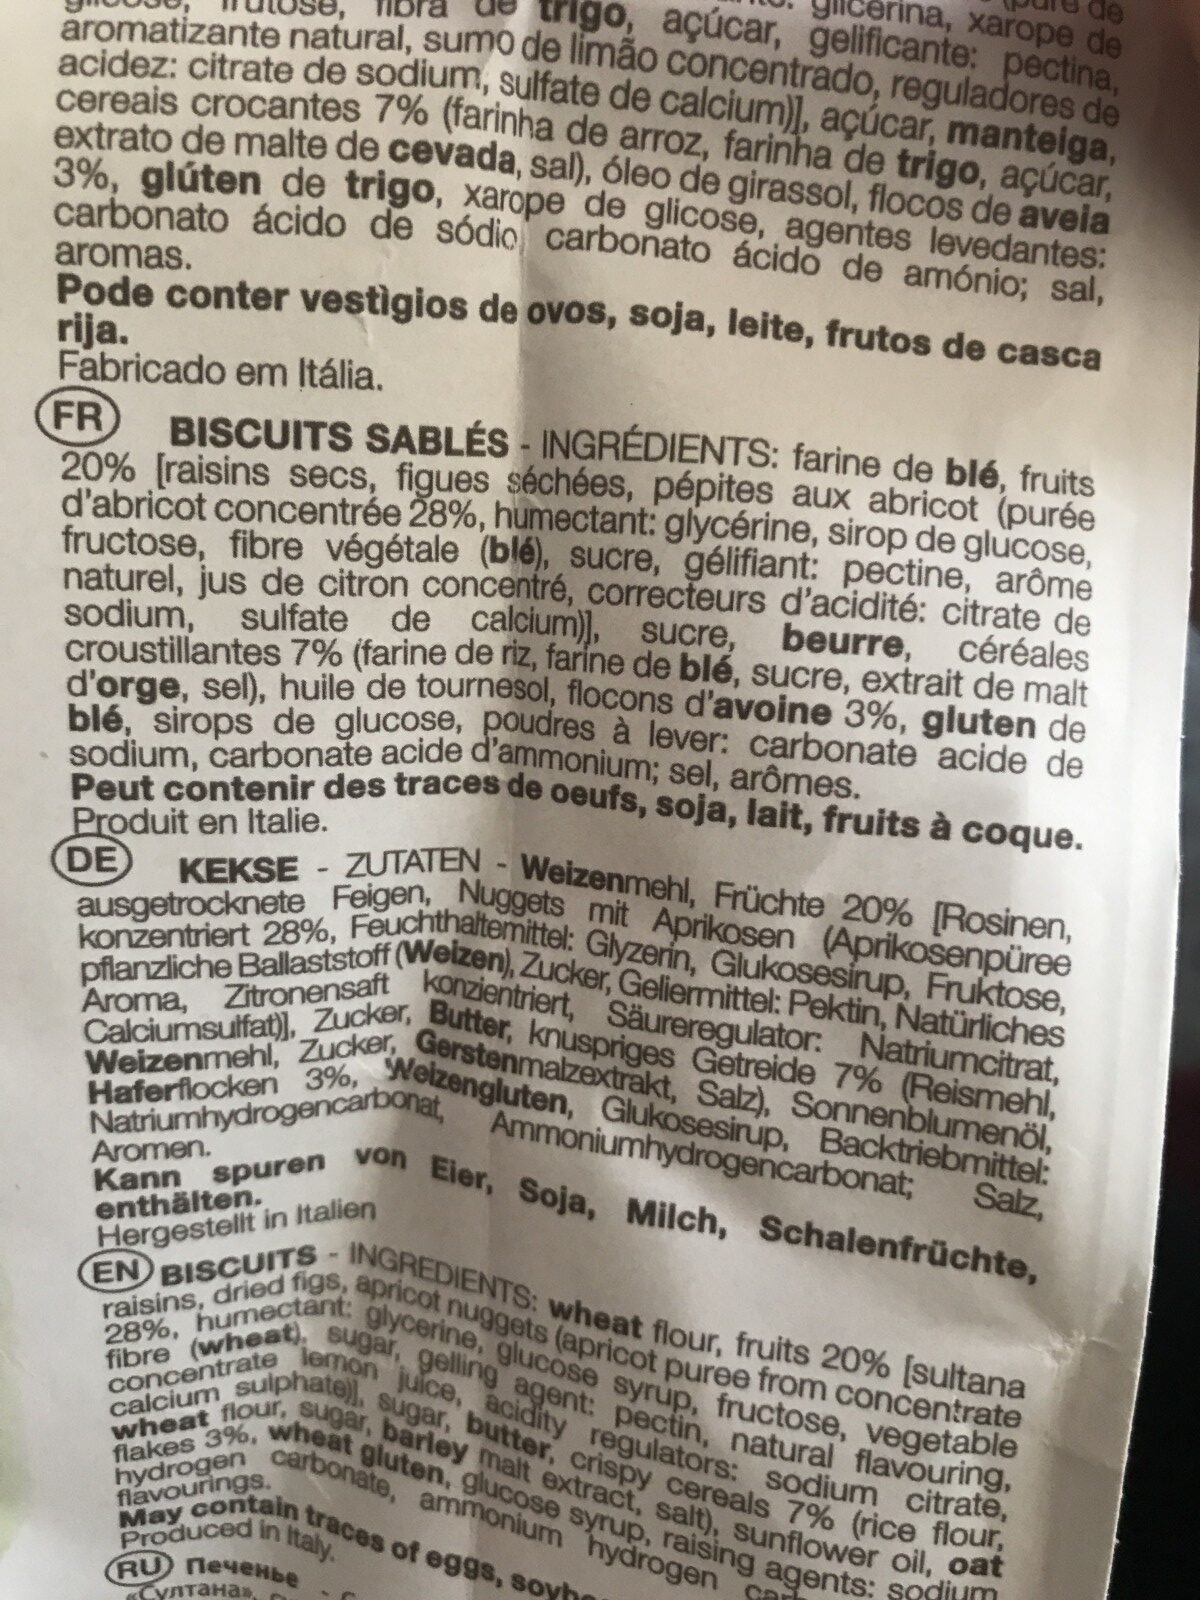 frutose, fibra de trigo, açúcar, gelificante: pectina,
aromatizante natural, sumo de limão concentrado, reguladores de
acidez: citrate de sodium, sulfate de calcium)], açúcar, manteiga,
cereais crocantes 7% (farinha de arroz, farinha de trigo, açúcar,
extrato de malte de cevada, sal), óleo de girassol, flocos de aveia
3%, glúten de trigo, xarope de glicose, agentes levedantes:
carbonato ácido de sódio, carbonato ácido de amónio; sal,
aromas.
Pode conter vestìgios de ovos, soja, leite, frutos de casca
rija.
Fabricado em Itália.
FR BISCUITS SABLÉS - INGRÉDIENTS: farine de blé, fruits
20% [raisins secs, figues séchées, pépites aux abricot (purée
d'abricot concentrée 28%, humectant: glycérine, sirop de glucose,
fructose, fibre végétale (blé), sucre, gélifiant: pectine, arôme
naturel, jus de citron concentré, correcteurs d'acidité: citrate de
sodium, sulfate de calcium)], sucre, beurre, céréales
croustillantes 7% (farine de riz, farine de blé, sucre, extrait de malt
d'orge, sel), huile de tournesol, flocons d'avoine 3%, gluten de
blé, sirops de glucose, poudres à lever: carbonate acide de
sodium, carbonate acide d'ammonium; sel, arômes.
Peut contenir des traces de oeufs, soja, lait, fruits à coque.
Produit en Italie.
DE KEKSE - ZUTATEN - Weizenmehl, Früchte 20% [Rosinen,
ausgetrocknete Feigen, Nuggets mit Aprikosen (Aprikosenpüree
konzentriert 28%, Feuchthaltemittel: Glyzerin, Glukosesirup, Fruktose,
pflanzliche Ballaststoff (Weizen), Zucker, Geliermittel: Pektin, Natürliches
Aroma, Zitronensaft konzientriert, Säureregulator: Natriumcitrat,
Calciumsulfat)], Zucker, Butter, knuspriges Getreide 7% (Reismehl,
Weizenmehl, Zucker, Gerstenmalzextrakt, Salz), Sonnenblumenöl,
Haferflocken 3%, Weizengluten, Glukosesirup, Backtriebmittel:
Natriumhydrogencarbonat, Ammoniumhydrogencarbonat; Salz,
Aromen.
Kann spuren von Eier, Soja, Milch, Schalenfrüchte,
enthälten.
Hergestellt in Italien
EN BISCUITS - INGREDIENTS: wheat flour, fruits 20% [sultana
raisins, dried figs, apricot nuggets (apricot puree from concentrate
28%, humectant: glycerine, glucose syrup, fructose, vegetable
fibre (wheat), sugar, gelling agent: pectin, natural flavouring,
concentrate lemon juice, acidity regulators: sodium citrate,
calcium sulphate)], sugar, butter, crispy cereals 7% (rice flour,
wheat flour, sugar, barley malt extract, salt), sunflower oil, oat
flakes 3%, wheat gluten, glucose syrup, raising agents: sodium
hydrogen carbonate, ammonium hydrogen
flavourings.
May contain traces of eggs,
Produced in Italy.
RU Печенье -
«Султана»,